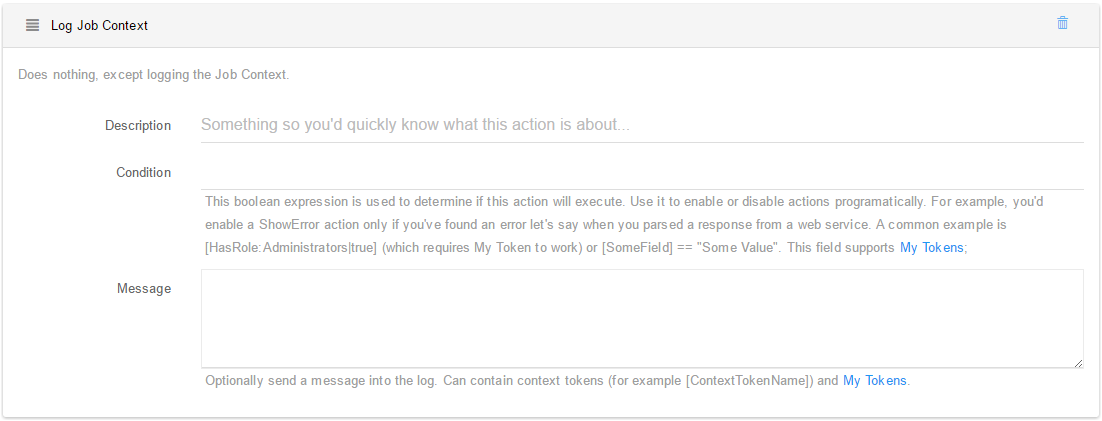 Log Job Context
Does nothing, except logging the Job Context.
Description
Something so you'd quickly know what this action is about...
Condition
This boolean expression is used to determine if this action will execute. Use it to enable or disable actions programatically. For example, you'd
enable a ShowError action only if you've found an error let's say when you parsed a response from a web service. A common example is
[HasRole:Administrators|true] (which requires My Token to work) or [SomeField] == "Some Value". This field supports My Tokens;
Message
Optionally send a message into the log. Can contain context tokens (for example [ContextTokenName]) and My Tokens.